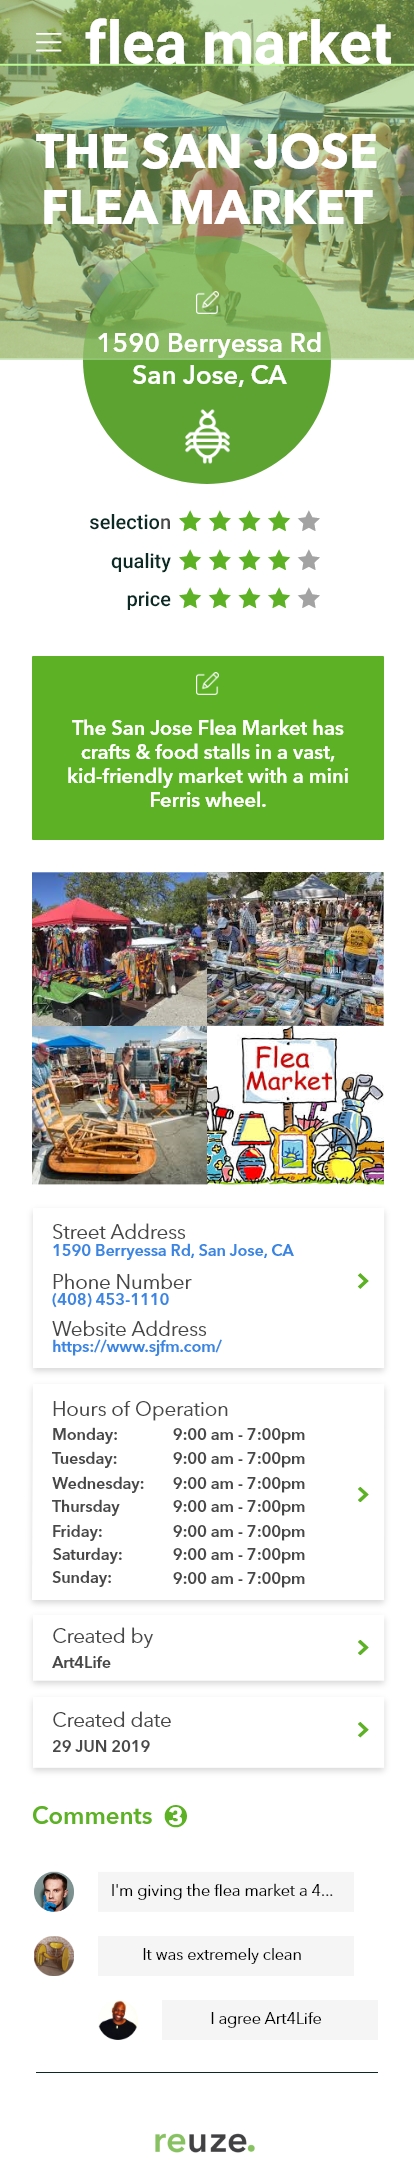 flea market
THE SAN JOSE
FLEA MARKET
1590 Berryessa Rd
San Jose, CA
selection
quality
price
The San Jose Flea Market has
crafts & food stalls in a vast,
kid-friendly market with a mini
Ferris wheel.
Flea
Market
Street Address
1590 Berryessa Rd, San Jose, CA
Phone Number
(408) 453-1110
Website Address
https://www.sjfm.com/
Hours of Operation
Monday: 9:00 am - 7:00pm
Tuesday: 9:00 am - 7:00pm
Wednesday: 9:00 am - 7:00pm
Thursday 9:00 am - 7:00pm
Friday: 9:00 am - 7:00pm
Saturday: 9:00 am - 7:00pm
Sunday: 9:00 am - 7:00pm
Created by
Art4Life
Created date
29 JUN 2019
Comments 3
I'm giving the flea market a 4...
It was extremely clean
I agree Art4Life
reuze.